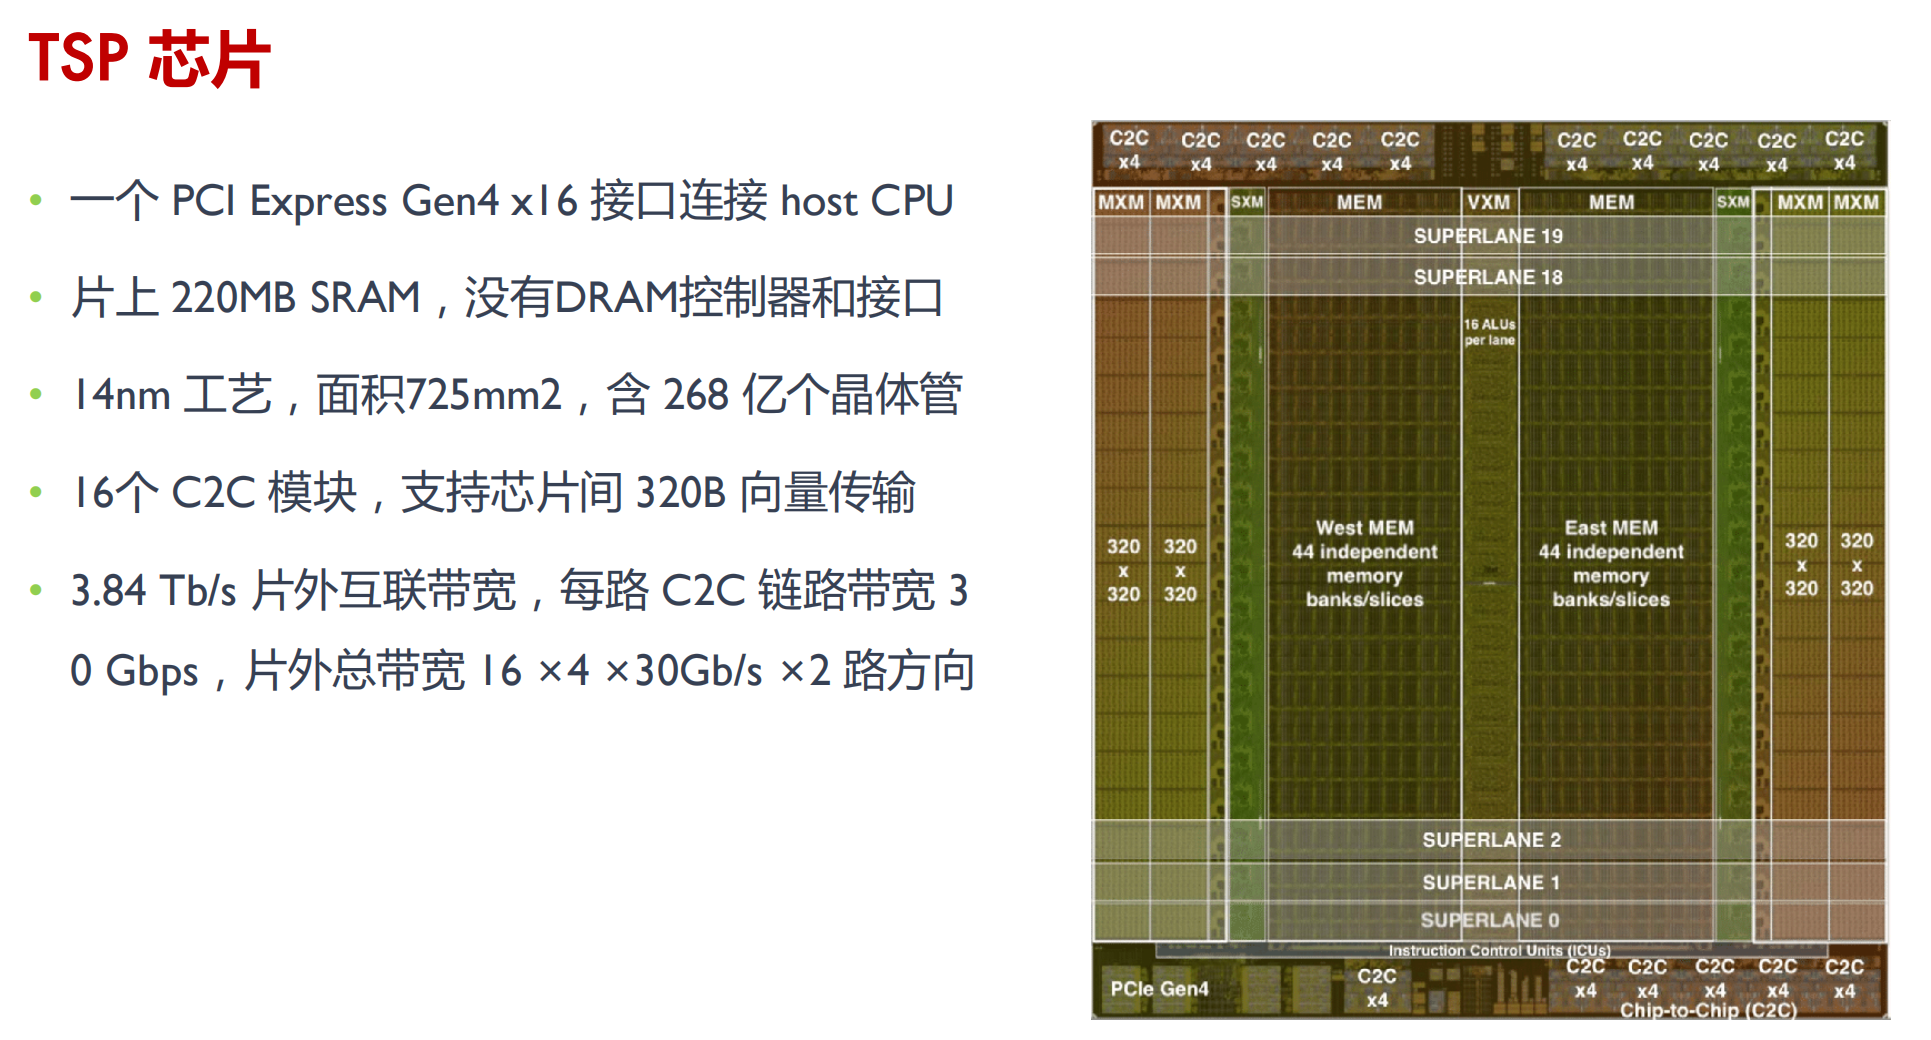 TSP 芯片
• 一个 PCI Express Gen4 x16 接口连接 host CPU
• 片上 220MB SRAM，没有DRAM控制器和接口
• 14nm 工艺，面积725mm2，含 268 亿个晶体管
• 16个 C2C 模块，支持芯片间 320B 向量传输
• 3.84 Tb/s 片外互联带宽，每路 C2C 链路带宽 3
0 Gbps，片外总带宽 16 ×4 ×30Gb/s ×2 路方向
C2C C2C C2C C2C C2C C2C C2C C2C C2C C2C
x4 x4 x4 x4 x4 x4 x4 x4 x4 x4
MXM MXM SXM MEM VXM MEM SXM MXM MXM
SUPERLANE 19
SUPERLANE 18
16 ALUs
per lane
320
x
320
320
x
320
West MEM
44 independent
memory
banks/slices
East MEM
44 independent
memory
banks/slices
320
x
320
320
x
320
SUPERLANE 2
SUPERLANE 1
SUPERLANE 0
Instruction Control Units (ICUs)
PCIe Gen4
C2C
x4
C2C C2C C2C C2C C2C
x4 x4 x4 x4 x4
Chip-to-Chip (C2C)